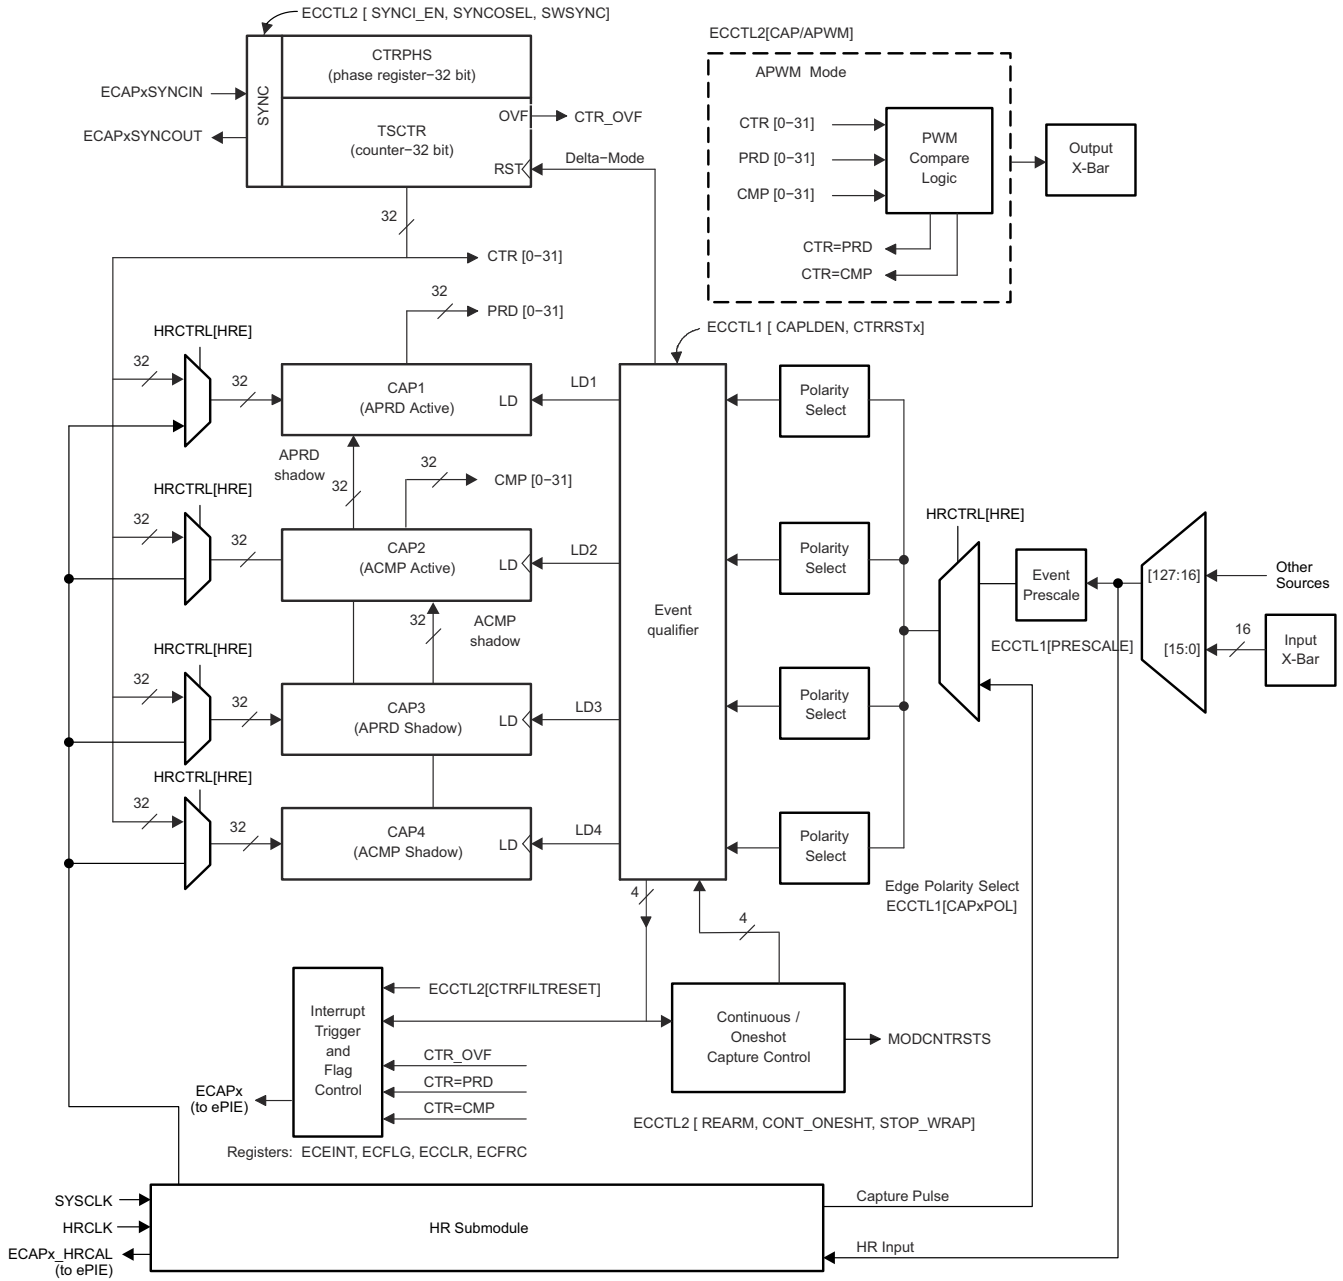 ECCTL2 [ SYNCI_EN, SYNCOSEL, SWSYNC]
SYNC
CTRPHS
(phase register−32 bit)
ECAPxSYNCIN
ECAPxSYNCOUT
TSCTR
(counter−32 bit)
OVF
CTR_OVF
RST
Delta−Mode
ECCTL2[CAP/APWM]
APWM Mode
CTR [0−31]
PRD [0−31]
CMP [0−31]
PWM
Compare
Logic
Output
X-Bar
CTR=PRD
CTR=CMP
32
CTR [0−31]
32
PRD [0−31]
ECCTL1 [ CAPLDEN, CTRRSTx]
HRCTRL[HRE]
32
32
CAP1
(APRD Active)
LD
LD1
Polarity
Select
APRD
shadow
32
32
CMP [0−31]
HRCTRL[HRE]
32
32
CAP2
(ACMP Active)
LD
LD2
Polarity
Select
32
ACMP
shadow
Event
qualifier
HRCTRL[HRE]
Event
Prescale
ECCTL1[PRESCALE]
[127:16]
Other
Sources
[15:0]
16
Input
X-Bar
HRCTRL[HRE]
32
32
CAP3
(APRD Shadow)
LD
LD3
Polarity
Select
HRCTRL[HRE]
32
32
CAP4
(ACMP Shadow)
LD
LD4
Polarity
Select
Edge Polarity Select
ECCTL1[CAPxPOL]
4
4
Interrupt
Trigger
and
Flag
Control
ECCTL2[CTRFILTRESET]
CTR_OVF
CTR=PRD
CTR=CMP
ECAPx
(to ePIE)
Continuous /
Oneshot
Capture Control
MODCNTRSTS
ECCTL2 [ REARM, CONT_ONESHT, STOP_WRAP]
Registers: ECEINT, ECFLG, ECCLR, ECFRC
SYSCLK
HRCLK
ECAPx_HRCAL
(to ePIE)
HR Submodule
Capture Pulse
HR Input